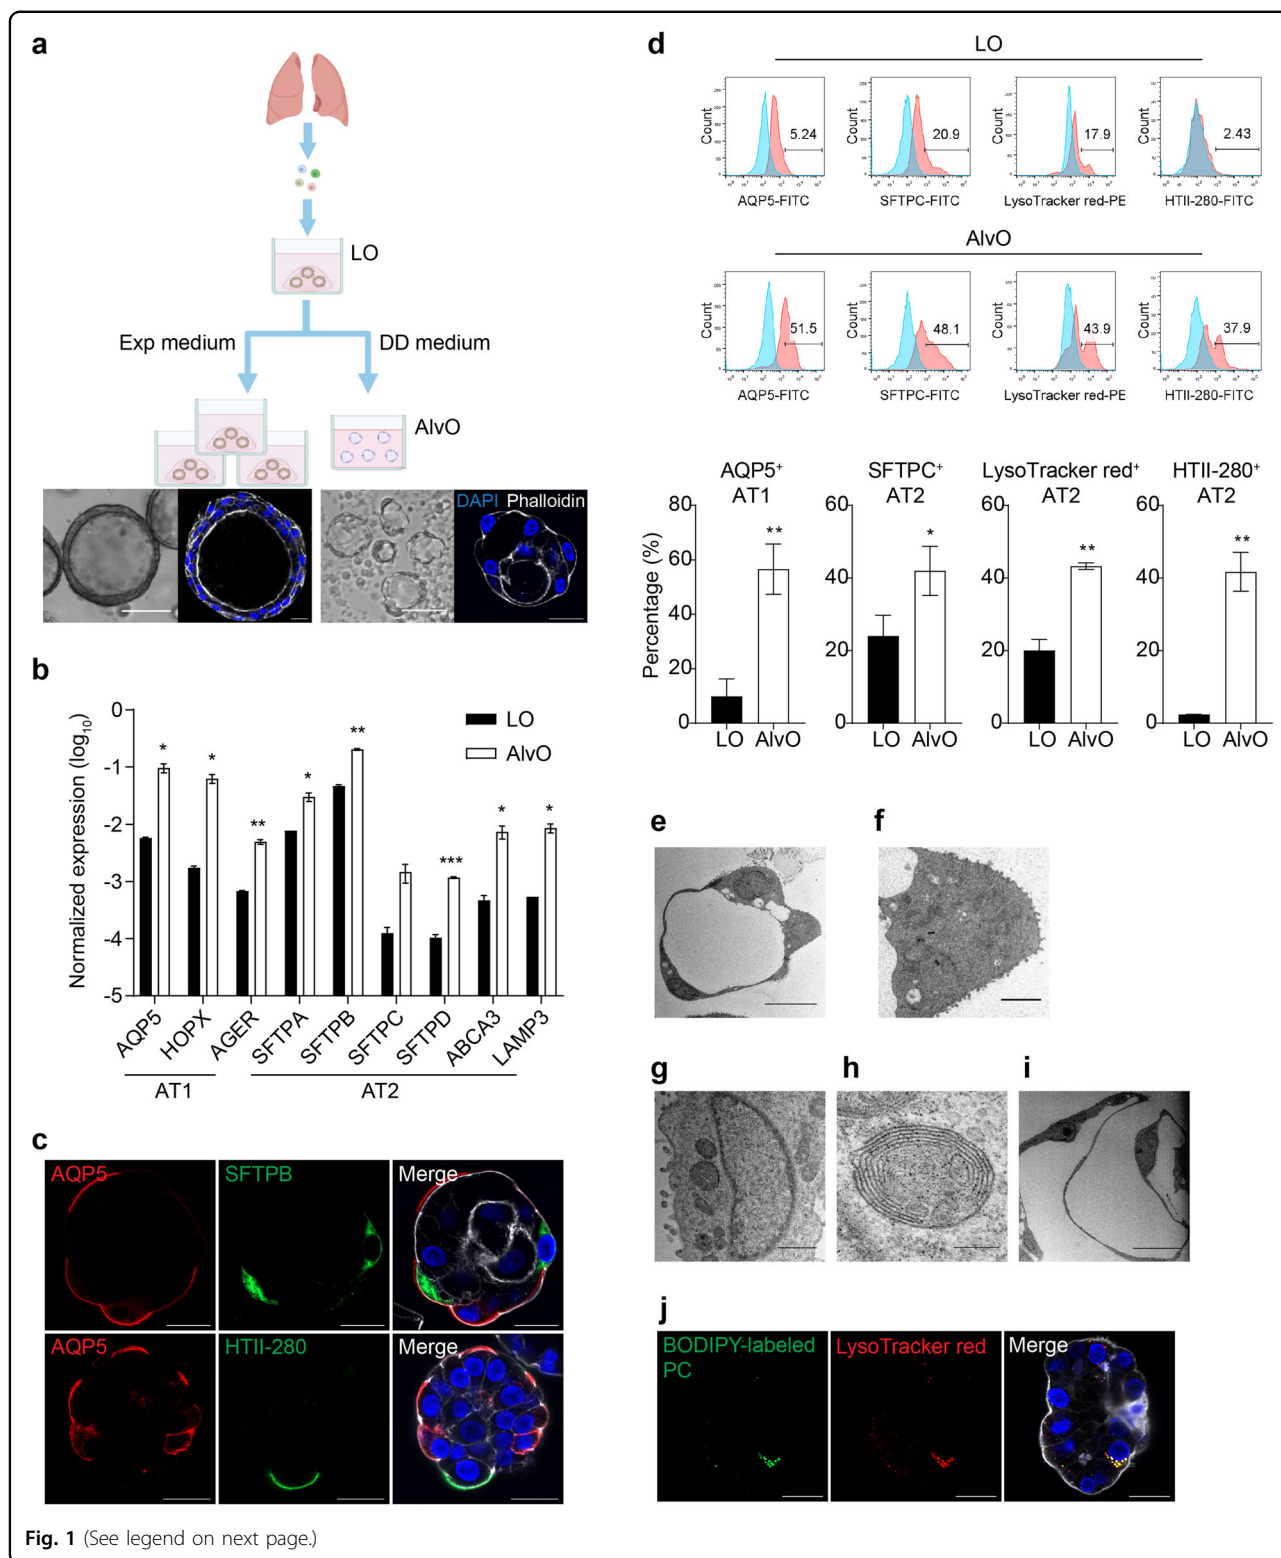 a
LO
Exp medium
DD medium
AlvO
DAPI Phalloidin
b
Normalized expression (log10)
-0
-1
-2
-3
-4
-5
LO
AlvO
*
*
**
*
**
***
*
*
AQP5
HOPX
AGER
SFTPA
SFTPB
SFTPC
SFTPD
ABCA3
LAMP3
AT1
AT2
c
AQP5
SFTPB
Merge
AQP5
HTII-280
Merge
d
LO
Count
5.24
AQP5-FITC
Count
20.9
SFTPC-FITC
Count
17.9
LysoTracker red-PE
Count
2.43
HTII-280-FITC
AlvO
Count
51.5
AQP5-FITC
Count
48.1
SFTPC-FITC
Count
43.9
LysoTracker red-PE
Count
37.9
HTII-280-FITC
AQP5+
AT1
SFTPC+
AT2
LysoTracker red+
AT2
HTII-280+
AT2
Percentage (%)
80
60
40
20
0
**
LO AlvO
60
40
20
0
*
LO AlvO
60
40
20
0
**
LO AlvO
60
40
20
0
**
LO AlvO
e
f
g
h
i
j
BODIPY-labeled
PC
LysoTracker red
Merge
Fig. 1 (See legend on next page.)